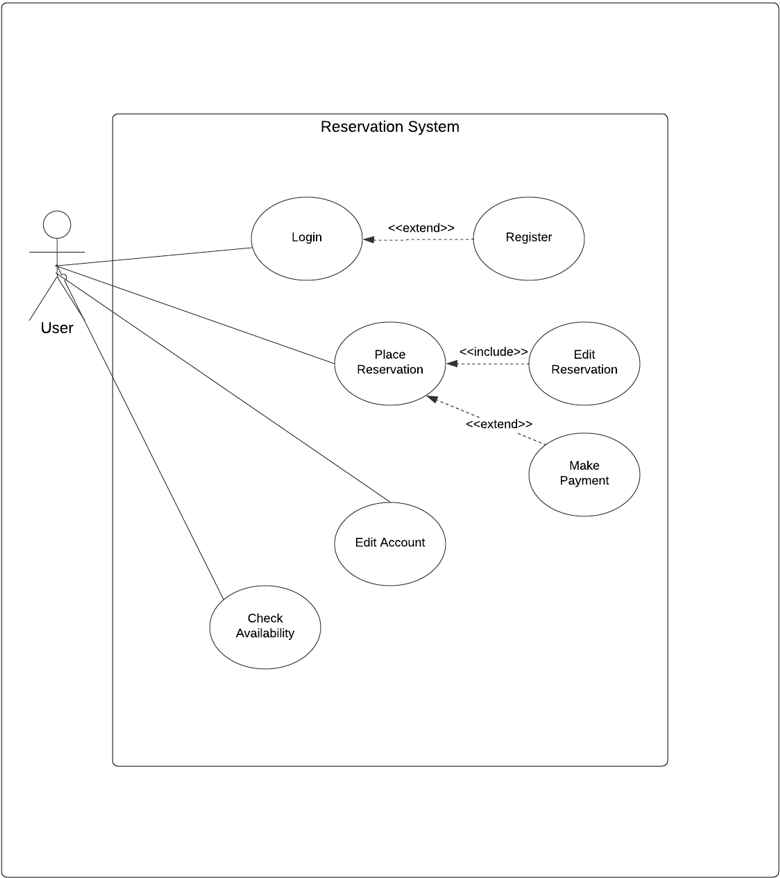 Reservation System
Login
<<extend>>
Register
User
Place
Reservation
<<include>>
Edit
Reservation
<<extend>>
Make
Payment
Edit Account
Check
Availability